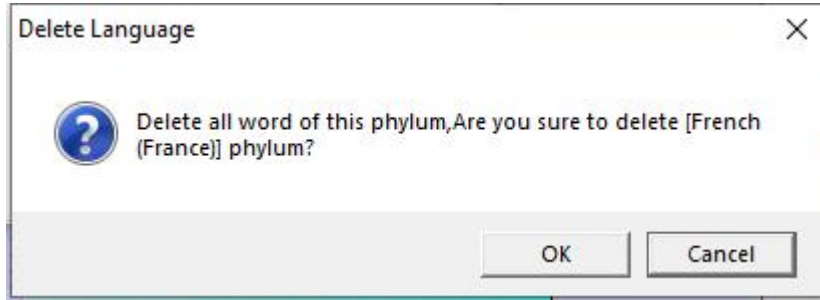 Delete Language
Delete all word of this phylum,Are you sure to delete [French
(France)] phylum?
OK
Cancel